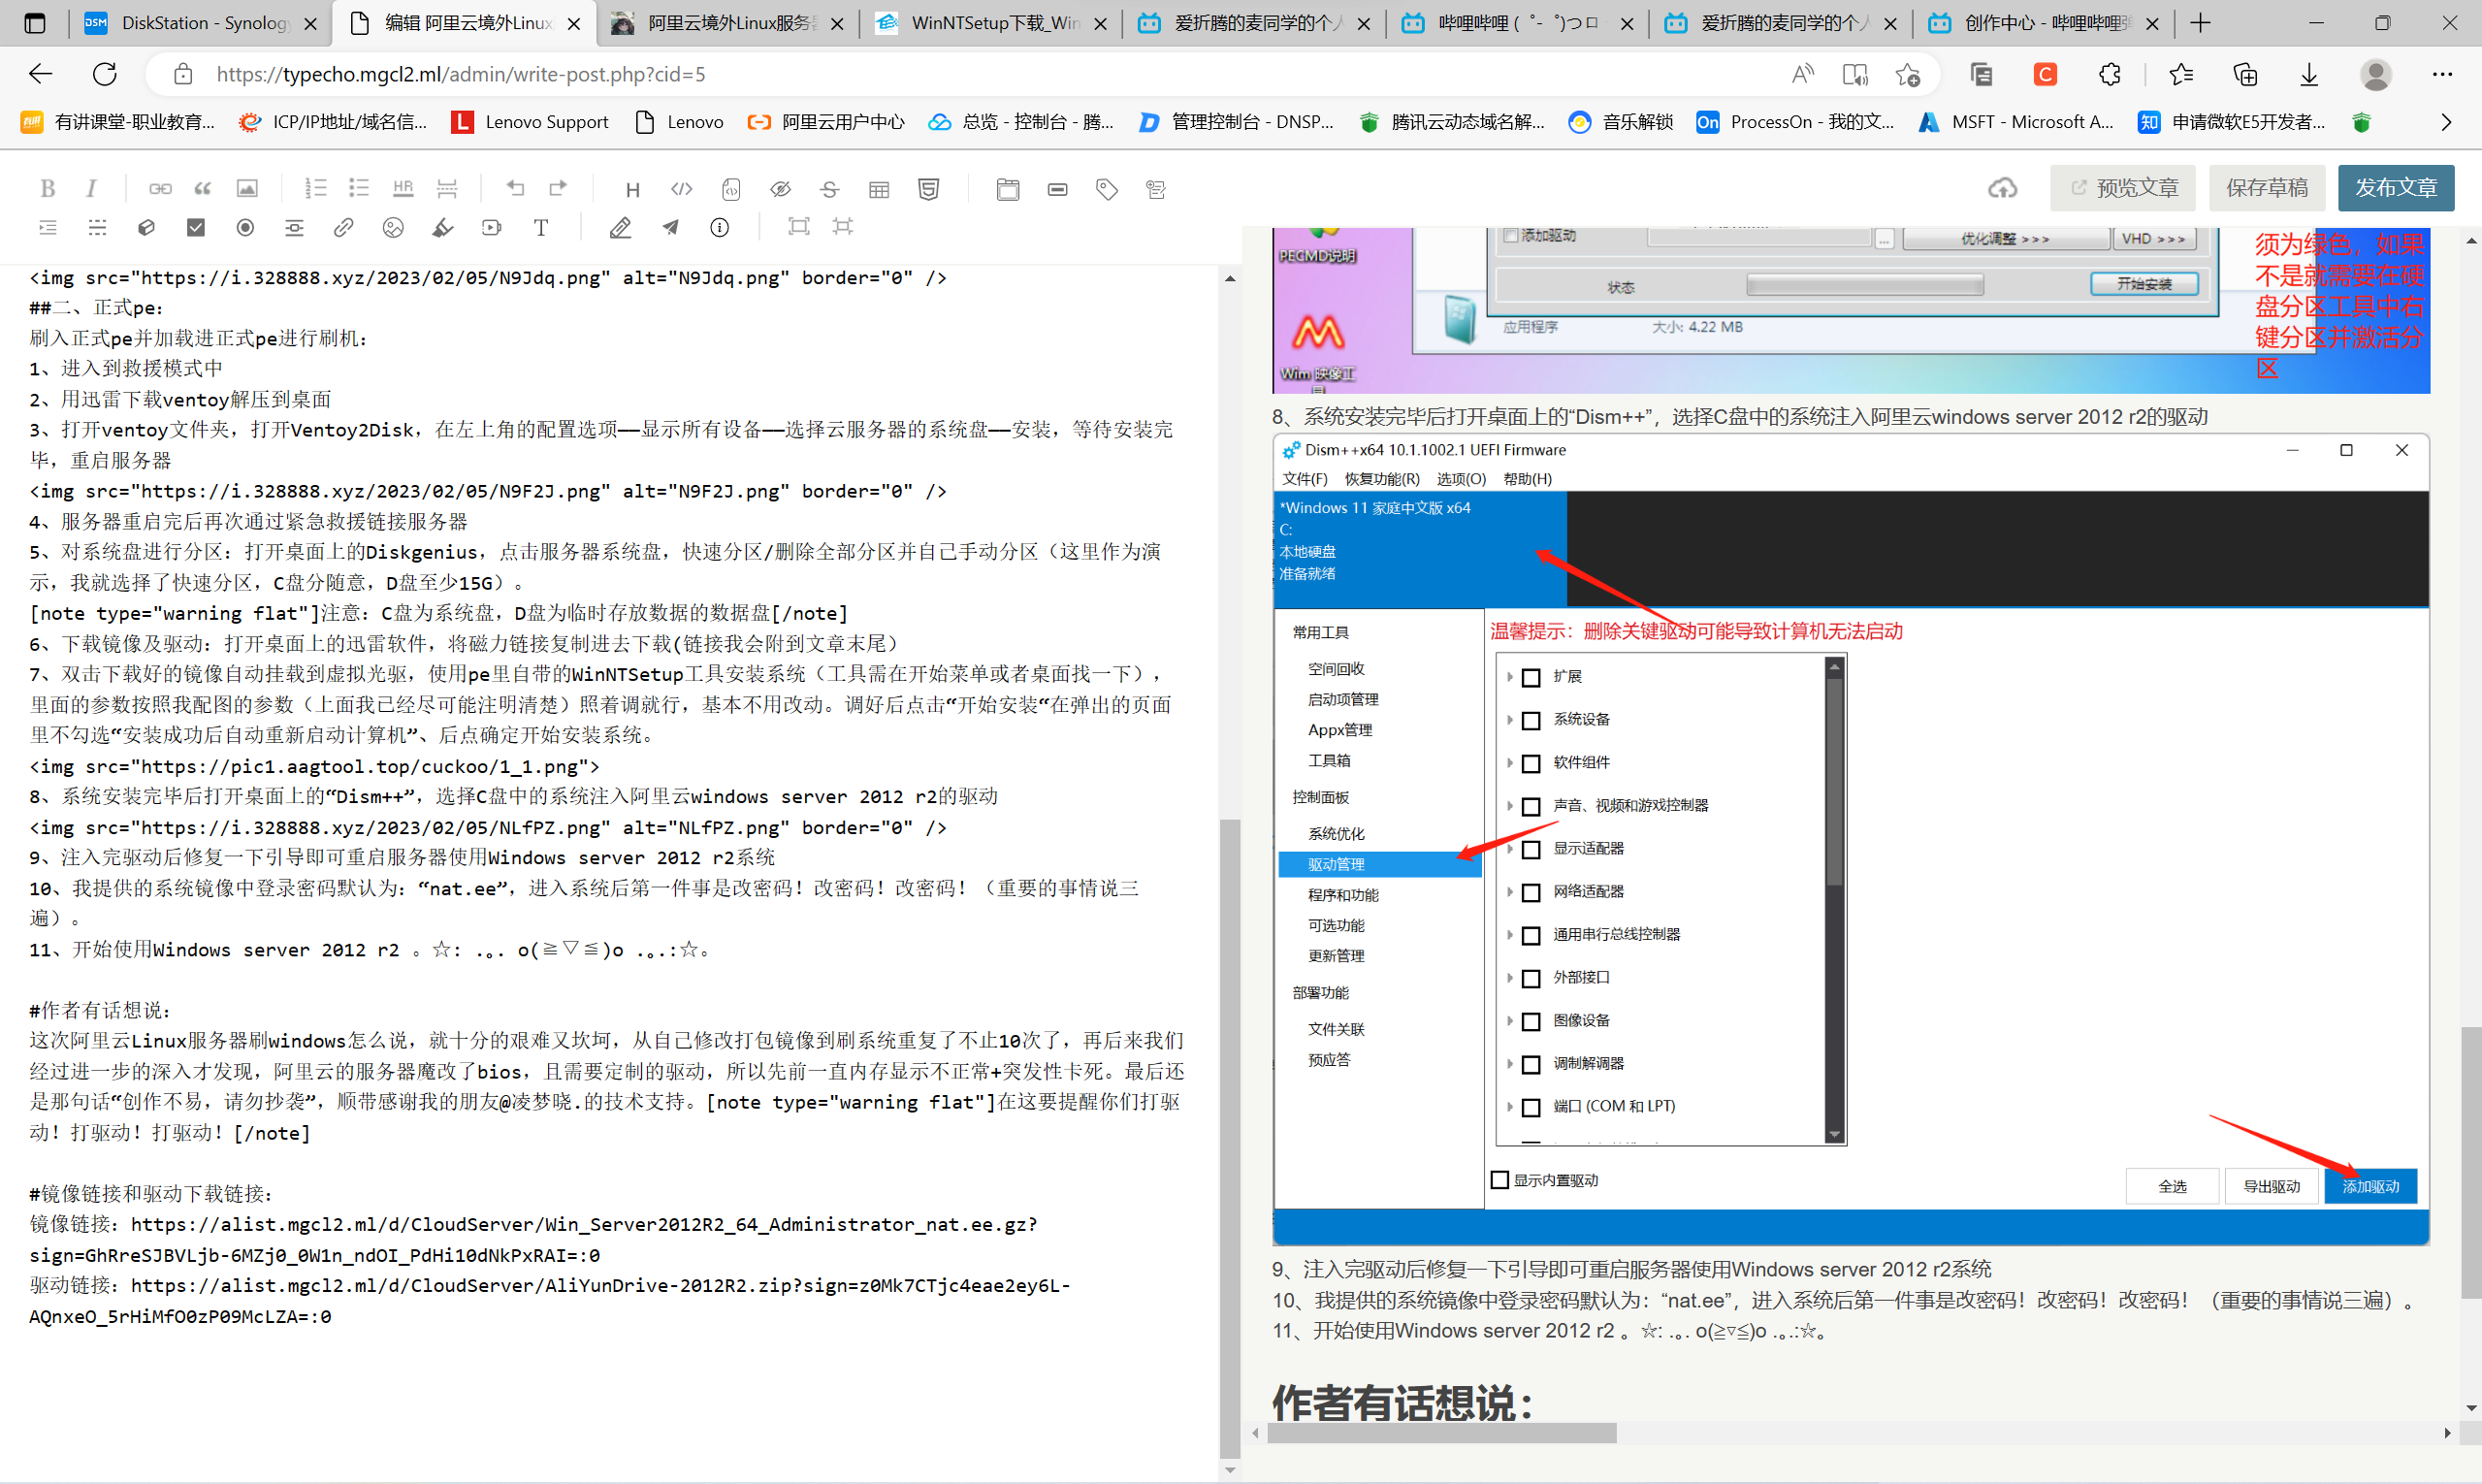 DiskStation - Synology
编辑 阿里云境外Linux
阿里云境外Linux服务
WinNTSetup下载_Win
爱折腾的麦同学的个
哔哩哔哩 (゜-゜)つロ
爱折腾的麦同学的个
创作中心 - 哔哩哔哩
https://typecho.mgcl2.ml/admin/write-post.php?cid=5
有讲课堂-职业教育...
ICP/IP地址/域名信...
Lenovo Support
Lenovo
阿里云用户中心
总览 - 控制台 - 腾...
管理控制台 - DNSP...
腾讯云动态域名解...
音乐解锁
ProcessOn - 我的文...
MSFT - Microsoft A...
申请微软E5开发者...
预览文章
保存草稿
发布文章
<img src="https://i.328888.xyz/2023/02/05/N9Jdq.png" alt="N9Jdq.png" border="0" />
##二、正式pe：
刷入正式pe并加载进正式pe进行刷机：
1、进入到救援模式中
2、用迅雷下载ventoy解压到桌面
3、打开ventoy文件夹，打开Ventoy2Disk，在左上角的配置选项——显示所有设备——选择云服务器的系统盘——安装，等待安装完
毕，重启服务器
<img src="https://i.328888.xyz/2023/02/05/N9F2J.png" alt="N9F2J.png" border="0" />
4、服务器重启完后再次通过紧急救援链接服务器
5、对系统盘进行分区：打开桌面上的Diskgenius，点击服务器系统盘，快速分区/删除全部分区并自己手动分区（这里作为演
示，我就选择了快速分区，C盘分随意，D盘至少15G）。
[note type="warning flat"]注意：C盘为系统盘，D盘为临时存放数据的数据盘[/note]
6、下载镜像及驱动：打开桌面上的迅雷软件，将磁力链接复制进去下载(链接我会附到文章末尾）
7、双击下载好的镜像自动挂载到虚拟光驱，使用pe里自带的WinNTSetup工具安装系统（工具需在开始菜单或者桌面找一下），
里面的参数按照我配图的参数（上面我已经尽可能注明清楚）照着调就行，基本不用改动。调好后点击“开始安装“在弹出的页面
里不勾选“安装成功后自动重新启动计算机”、后点确定开始安装系统。
<img src="https://pic1.aagtool.top/cuckoo/1_1.png">
8、系统安装完毕后打开桌面上的“Dism++”，选择C盘中的系统注入阿里云windows server 2012 r2的驱动
<img src="https://i.328888.xyz/2023/02/05/NLfPZ.png" alt="NLfPZ.png" border="0" />
9、注入完驱动后修复一下引导即可重启服务器使用Windows server 2012 r2系统
10、我提供的系统镜像中登录密码默认为：“nat.ee”，进入系统后第一件事是改密码！改密码！改密码！（重要的事情说三
遍）。
11、开始使用Windows server 2012 r2 。☆: .｡. o(≧▽≦)o .｡.:☆。
#作者有话想说：
这次阿里云Linux服务器刷windows怎么说，就十分的艰难又坎坷，从自己修改打包镜像到刷系统重复了不止10次了，再后来我们
经过进一步的深入才发现，阿里云的服务器魔改了bios，且需要定制的驱动，所以先前一直内存显示不正常+突发性卡死。最后还
是那句话“创作不易，请勿抄袭”，顺带感谢我的朋友@凌梦晓.的技术支持。[note type="warning flat"]在这要提醒你们打驱
动！打驱动！打驱动！[/note]
#镜像链接和驱动下载链接：
镜像链接：https://alist.mgcl2.ml/d/CloudServer/Win_Server2012R2_64_Administrator_nat.ee.gz?
sign=GhRreSJBVLjb-6MZj0_0W1n_ndOI_PdHi10dNkPxRAI=:0
驱动链接：https://alist.mgcl2.ml/d/CloudServer/AliYunDrive-2012R2.zip?sign=z0Mk7CTjc4eae2ey6L-
AQnxeO_5rHiMfO0zP09McLZA=:0
PECMD说明
Wim 映像工
添加驱动
优化调整 >>>
VHD >>>
状态
开始安装
应用程序
大小: 4.22 MB
须为绿色，如果
不是就需要在硬
盘分区工具中右
键分区并激活分
区
8、系统安装完毕后打开桌面上的“Dism++”，选择C盘中的系统注入阿里云windows server 2012 r2的驱动
Dism++x64 10.1.1002.1 UEFI Firmware
文件(F) 恢复功能(R) 选项(O) 帮助(H)
*Windows 11 家庭中文版 x64
C:
本地硬盘
准备就绪
常用工具
空间回收
启动项管理
Appx管理
工具箱
控制面板
系统优化
驱动管理
程序和功能
可选功能
更新管理
部署功能
文件关联
预应答
温馨提示：删除关键驱动可能导致计算机无法启动
扩展
系统设备
软件组件
声音、视频和游戏控制器
显示适配器
网络适配器
通用串行总线控制器
外部接口
图像设备
调制解调器
端口 (COM 和 LPT)
显示内置驱动
全选
导出驱动
添加驱动
9、注入完驱动后修复一下引导即可重启服务器使用Windows server 2012 r2系统
10、我提供的系统镜像中登录密码默认为：“nat.ee”，进入系统后第一件事是改密码！改密码！改密码！（重要的事情说三遍）。
11、开始使用Windows server 2012 r2 。☆: .｡. o(≧▽≦)o .｡.:☆。
作者有话想说：